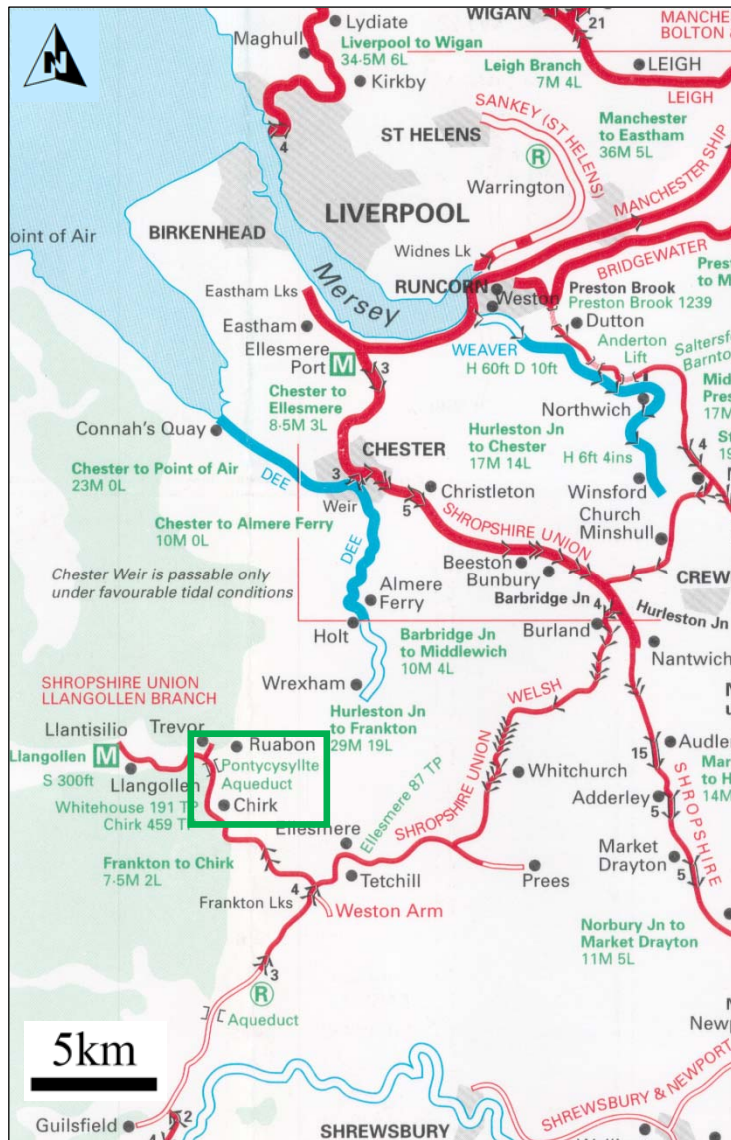 N
WIGAN
21
MANCHE
BOLTON &
Lydiate
Maghull
Liverpool to Wigan
34·5M 6L
Kirkby
Leigh Branch
7M 4L
LEIGH
LEIGH
4
ST HELENS
SANKEY (ST HELENS)
R
Manchester
to Eastham
36M 5L
Warrington
MANCHESTER SHIP
LIVERPOOL
oint of Air
BIRKENHEAD
Widnes Lk
BRIDGEWATER
Mersey
RUNCORN
Weston
Preston Brook
Preston Brook 1239
Pres
to M
Eastham Lks
Eastham
Dutton
Ellesmere
Port
M
3
WEAVER
H 60ft D 10ft
Anderton
Lift
Saltersf
Barnto
Chester to
Ellesmere
8·5M 3L
Northwich
Mid
Pres
17M
Connah's Quay
CHESTER
Hurleston Jn
to Chester
17M 14L
H 6ft 4ins
4
St
19
Chester to Point of Air
23M 0L
DEE
3
Weir
Christleton
5
Winsford
Church
Minshull
Chester to Almere Ferry
10M 0L
DEE
SHROPSHIRE UNION
Beeston
Bunbury
Chester Weir is passable only
under favourable tidal conditions
Almere
Ferry
CREW
Barbridge Jn
4
Hurleston Jn
Holt
Burland
Barbridge Jn
to Middlewich
10M 4L
Nantwich
Wrexham
SHROPSHIRE UNION
LLANGOLLEN BRANCH
Hurleston Jn
to Frankton
29M 19L
WELSH
Llantisilio
Trevor
Ruabon
Llangollen
M
Pontycysyllte
Aqueduct
S 300ft
Llangollen
Chirk
Whitehouse 191 TP
Chirk 459 T
SHROPSHIRE UNION
Whitchurch
15
Audle
Mar
to H
14M
Adderley
5
SHROPSHIRE
Ellesmere
Ellesmere 87 TP
Frankton to Chirk
7·5M 2L
Market
Drayton
5
Tetchill
Prees
4
Frankton Lks
Weston Arm
Norbury Jn to
Market Drayton
11M 5L
3
R
Aqueduct
5km
Newp
SHREWSBURY & NEWPORT
Guilsfield
2
4
SHREWSBURY